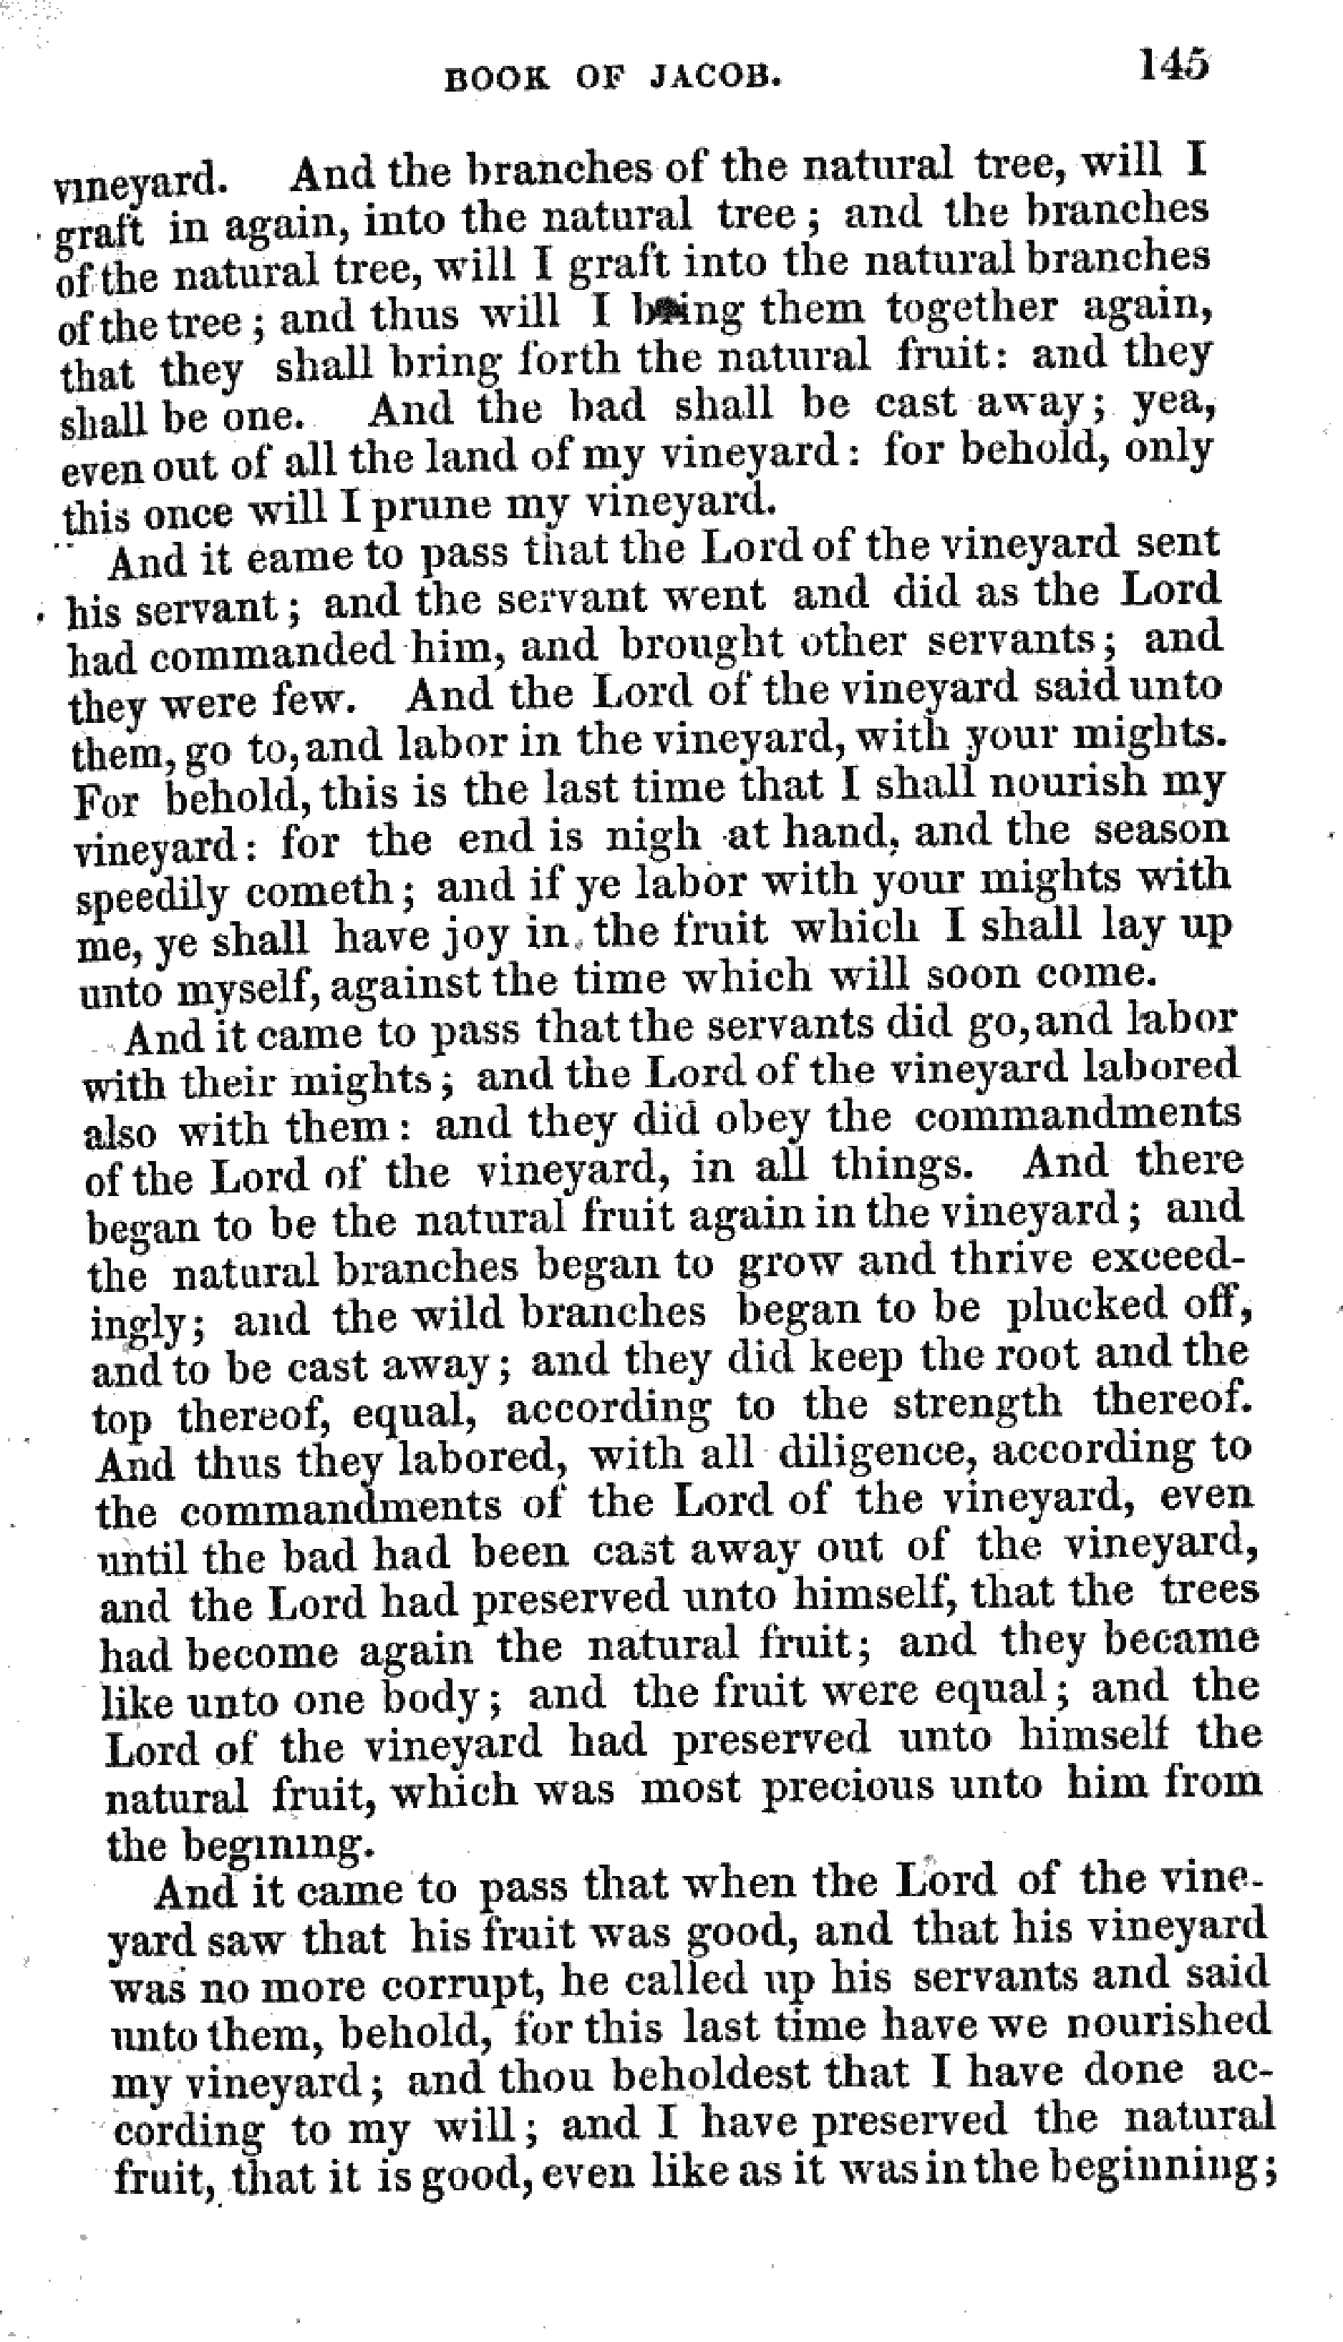 BOOK OF JACOB. 145
vineyard. And the branches of the natural tree, will I
graft in again, into the natural tree; and the branches
of the natural tree, will I graft into the natural branches
of the tree; and thus will I bring them together again,
that they shall bring forth the natural fruit: and they
shall be one. And the bad shall be cast away; yea,
even out of all the land of my vineyard: for behold, only
this once will I prune my vineyard.
And it eame to pass that the Lord of the vineyard sent
his servant; and the servant went and did as the Lord
had commanded him, and brought other servants; and
they were few. And the Lord of the vineyard said unto
them, go to, and labor in the vineyard, with your mights.
For behold, this is the last time that I shall nourish my
vineyard: for the end is nigh at hand, and the season
speedily cometh; and if ye labor with your mights with
me, ye shall have joy in the fruit which I shall lay up
unto myself, against the time which will soon come.
And it came to pass that the servants did go, and labor
with their mights; and the Lord of the vineyard labored
also with them: and they did obey the commandments
of the Lord of the vineyard, in all things. And there
began to be the natural fruit again in the vineyard; and
the natural branches began to grow and thrive exceed-
ingly; and the wild branches began to be plucked off,
and to be cast away; and they did keep the root and the
top thereof, equal, according to the strength thereof.
And thus they labored, with all diligence, according to
the commandments of the Lord of the vineyard, even
until the bad had been cast away out of the vineyard,
and the Lord had preserved unto himself, that the trees
had become again the natural fruit; and they became
like unto one body; and the fruit were equal; and the
Lord of the vineyard had preserved unto himself the
natural fruit, which was most precious unto him from
the begining.
And it came to pass that when the Lord of the vine-
yard saw that his fruit was good, and that his vineyard
was no more corrupt, he called up his servants and said
unto them, behold, for this last time have we nourished
my vineyard; and thou beholdest that I have done ac-
cording to my will; and I have preserved the natural
fruit, that it is good, even like as it was in the beginning;